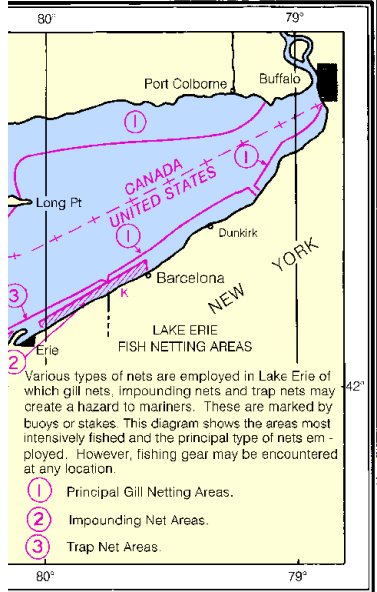 80°
79°
Port Colborne
Buffalo
1
CANADA
UNITED STATES
1
Long Pt
1
Dunkirk
3
Barcelona
K
NEW YORK
LAKE ERIE
FISH NETTING AREAS
Erie
2
Various types of nets are employed in Lake Erie of
which gill nets, impounding nets and trap nets may
create a hazard to mariners. These are marked by
buoys or stakes. This diagram shows the areas most
intensively fished and the principal type of nets em -
ployed. However, fishing gear may be encountered
at any location.
42°
1 Principal Gill Netting Areas.
2 Impounding Net Areas.
3 Trap Net Areas.
80°
79°